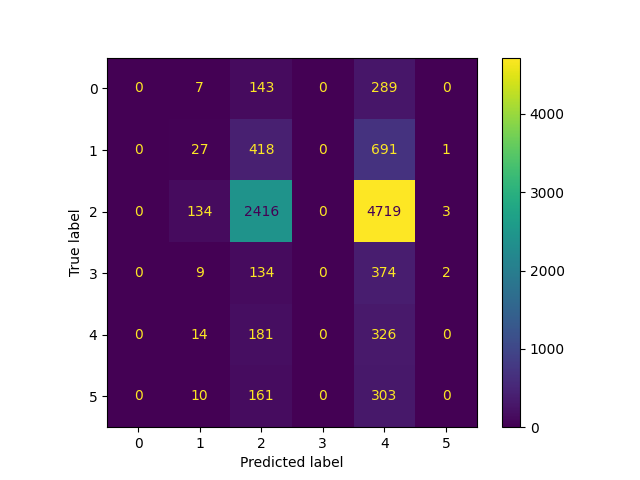 0 0 7 143 0 289 0
1 0 27 418 0 691 1
2 0 134 2416 0 4719 3
3 0 9 134 0 374 2
4 0 14 181 0 326 0
5 0 10 161 0 303 0
0 1 2 3 4 5
Predicted label
True label
4000
3000
2000
1000
0